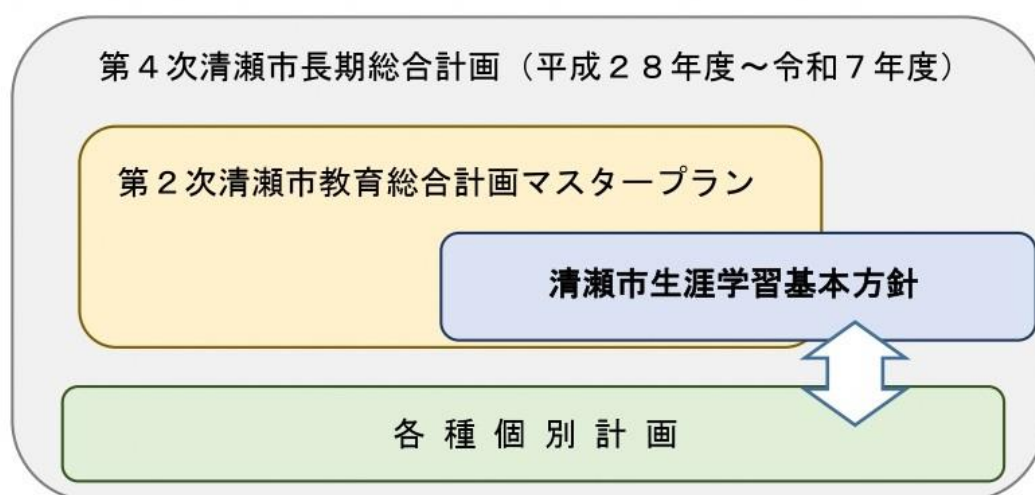 第４次清瀬市長期総合計画（平成２８年度～令和７年度）
第２次清瀬市教育総合計画マスタープラン
清瀬市生涯学習基本方針
各種個別計画